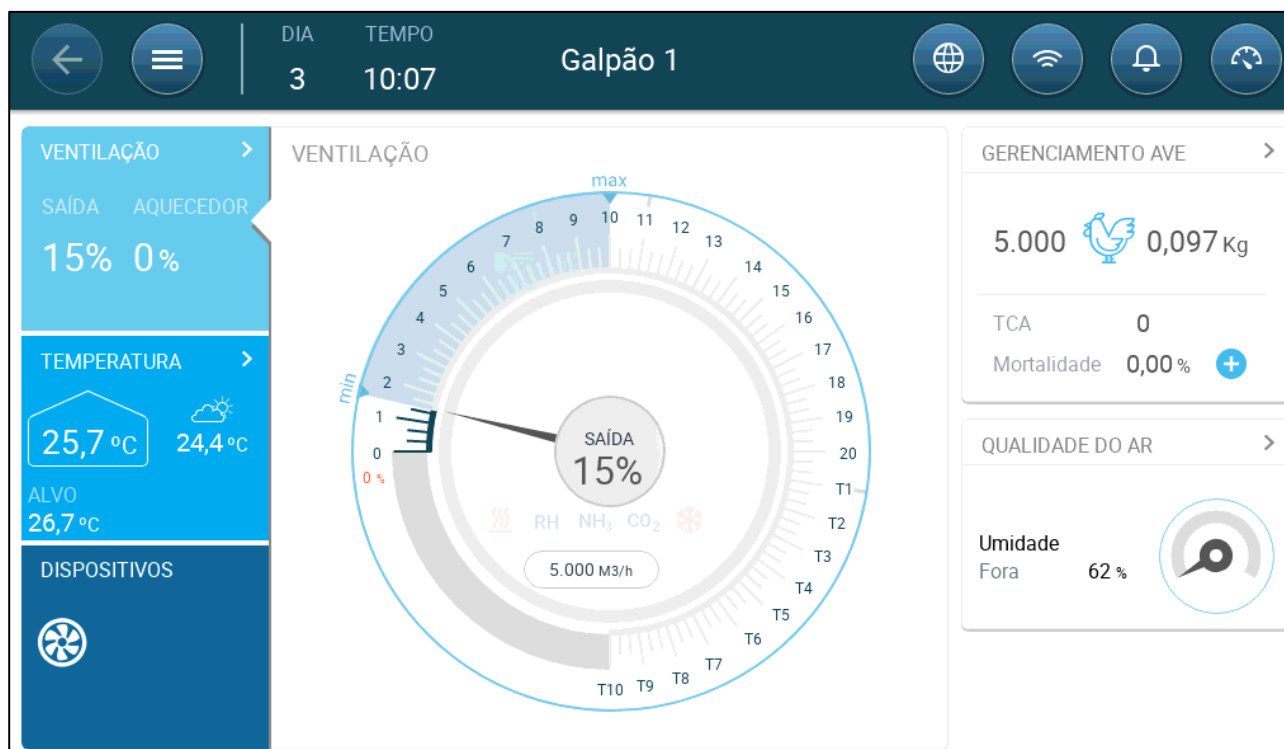 DIA TEMPO
3 10:07
Galpão 1
VENTILAÇÃO
SAÍDA AQUECEDOR
15% 0 %
TEMPERATURA
25,7 ºC 24,4 ºC
ALVO
26,7 ºC
DISPOSITIVOS
VENTILAÇÃO
max
min
0
1
2
3
4
5
6
7
8
9
10
11
12
13
14
15
16
17
18
19
20
T1
T2
T3
T4
T5
T6
T7
T8
T9
T10
0 %
SAÍDA
15%
RH NH₃ CO₂
5.000 M3/h
GERENCIAMENTO AVE
5.000 0,097 Kg
TCA 0
Mortalidade 0,00 %
QUALIDADE DO AR
Umidade
Fora 62 %